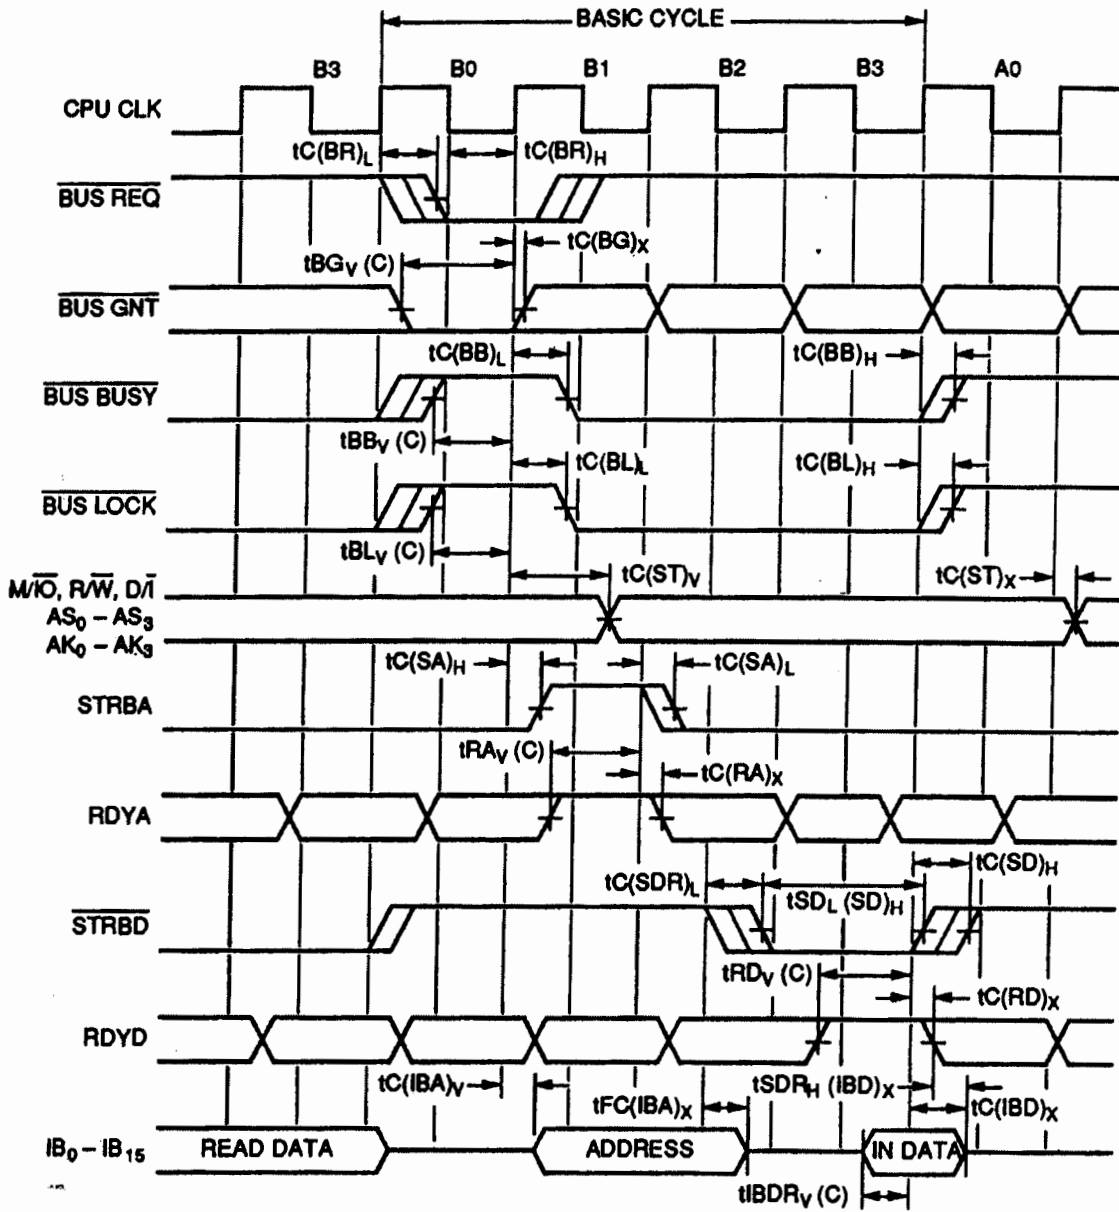 BASIC CYCLE
B3 B0 B1 B2 B3 A0
CPU CLK
tC(BR)L tC(BR)H
BUS REQ
tC(BG)X
tBGV (C)
BUS GNT
tC(BB)L tC(BB)H
BUS BUSY
tBBV (C)
tC(BL)L tC(BL)H
BUS LOCK
tBLV (C)
M/IO, R/W, D/I tC(ST)V tC(ST)X
AS0 – AS3
AK0 – AK3
tC(SA)H tC(SA)L
STRBA
tRAV (C)
tC(RA)X
RDYA
tC(SD)H
tC(SDR)L
tSDL (SD)H
STRBD
tRDV (C)
tC(RD)X
RDYD
tC(IBA)V tSDRH (IBD)X
tFC(IBA)X tC(IBD)X
IB0 – IB15 READ DATA ADDRESS IN DATA
tIBDRV (C)